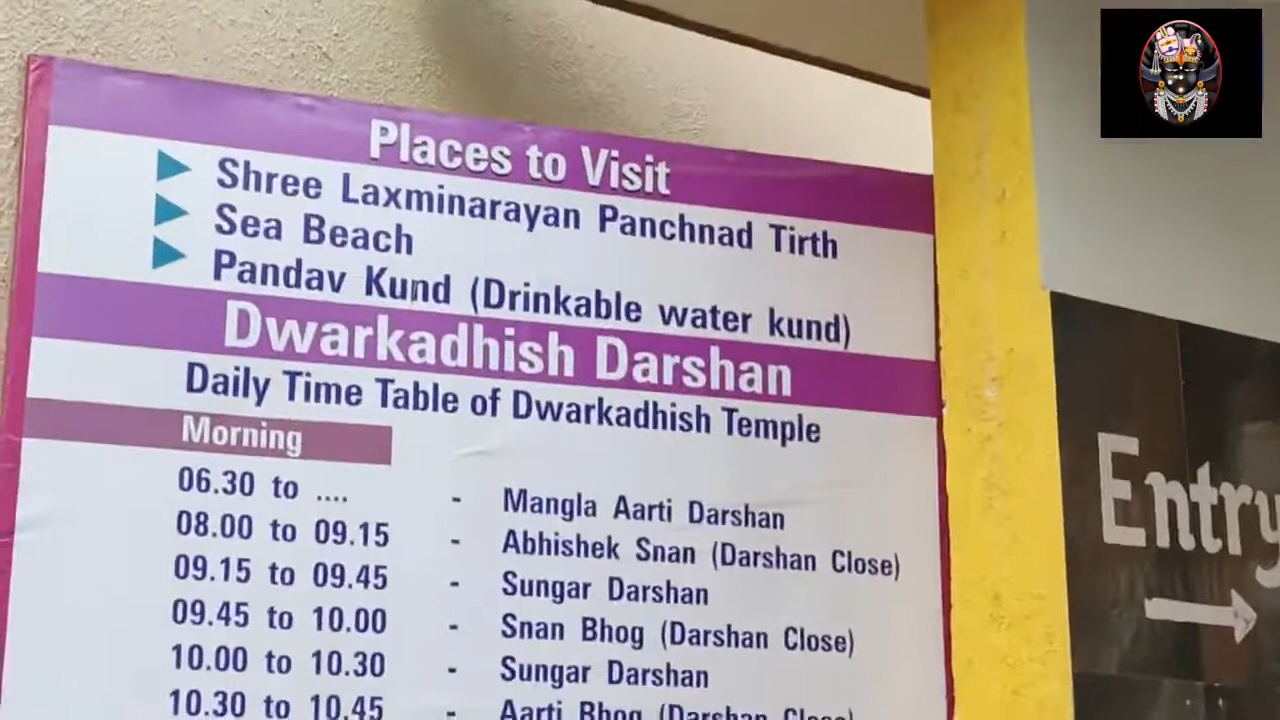 Places to Visit
Shree Laxminarayan Panchnad Tirth
Sea Beach
Pandav Kund (Drinkable water kund)
Dwarkadhish Darshan
Daily Time Table of Dwarkadhish Temple
Morning
06.30 to .... - Mangla Aarti Darshan
08.00 to 09.15 - Abhishek Snan (Darshan Close)
09.15 to 09.45 - Sungar Darshan
09.45 to 10.00 - Snan Bhog (Darshan Close)
10.00 to 10.30 - Sungar Darshan
10.30 to 10.45 - Aarti Bhog (Darshan Close)
Entry